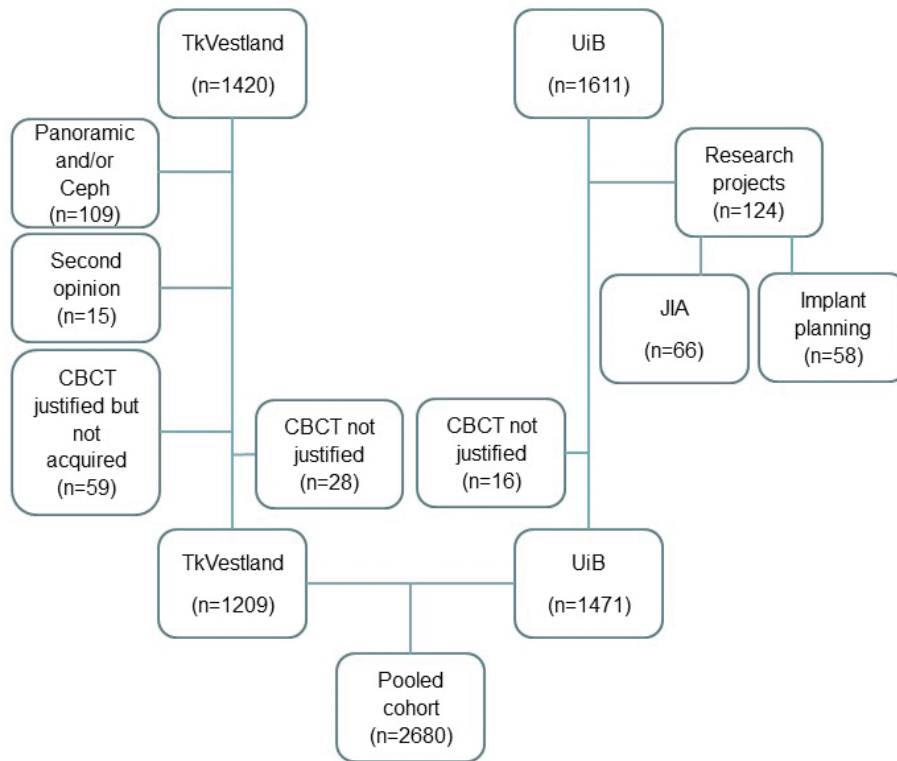 TkVestland
(n=1420)
UiB
(n=1611)
Panoramic
and/or
Ceph
(n=109)
Research
projects
(n=124)
Second
opinion
(n=15)
JIA
(n=66)
Implant
planning
(n=58)
CBCT
justified but
not
acquired
(n=59)
CBCT not
justified
(n=28)
CBCT not
justified
(n=16)
TkVestland
(n=1209)
UiB
(n=1471)
Pooled
cohort
(n=2680)